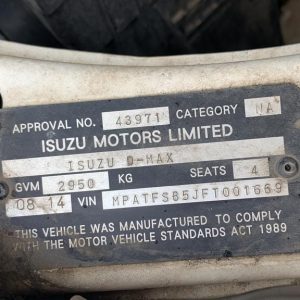 APPROVAL NO. 43971 CATEGORY NA
ISUZU MOTORS LIMITED
ISUZU D-MAX
GVM 2950 KG SEATS 4
08 14 VIN MPATFS85JFT001669
THIS VEHICLE WAS MANUFACTURED TO COMPLY
WITH THE MOTOR VEHICLE STANDARDS ACT 1989